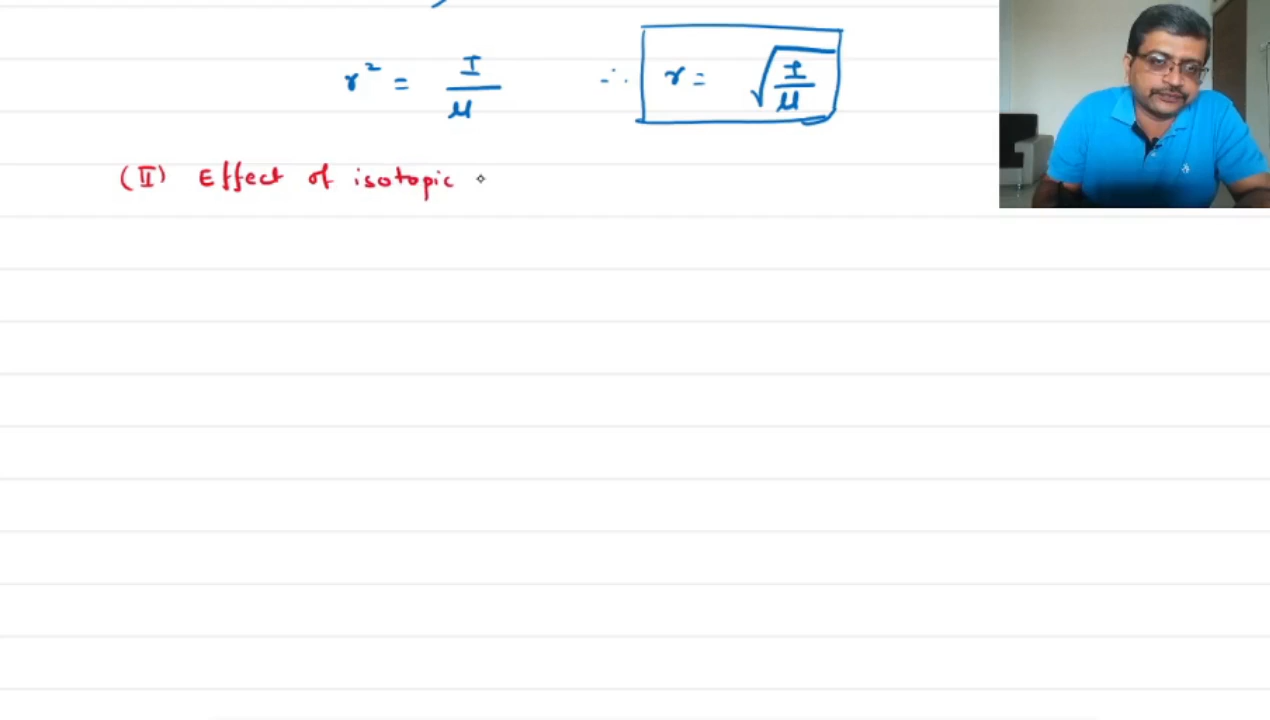 r² = I / μ ∴ r = √(I / μ)
(II) Effect of isotopic